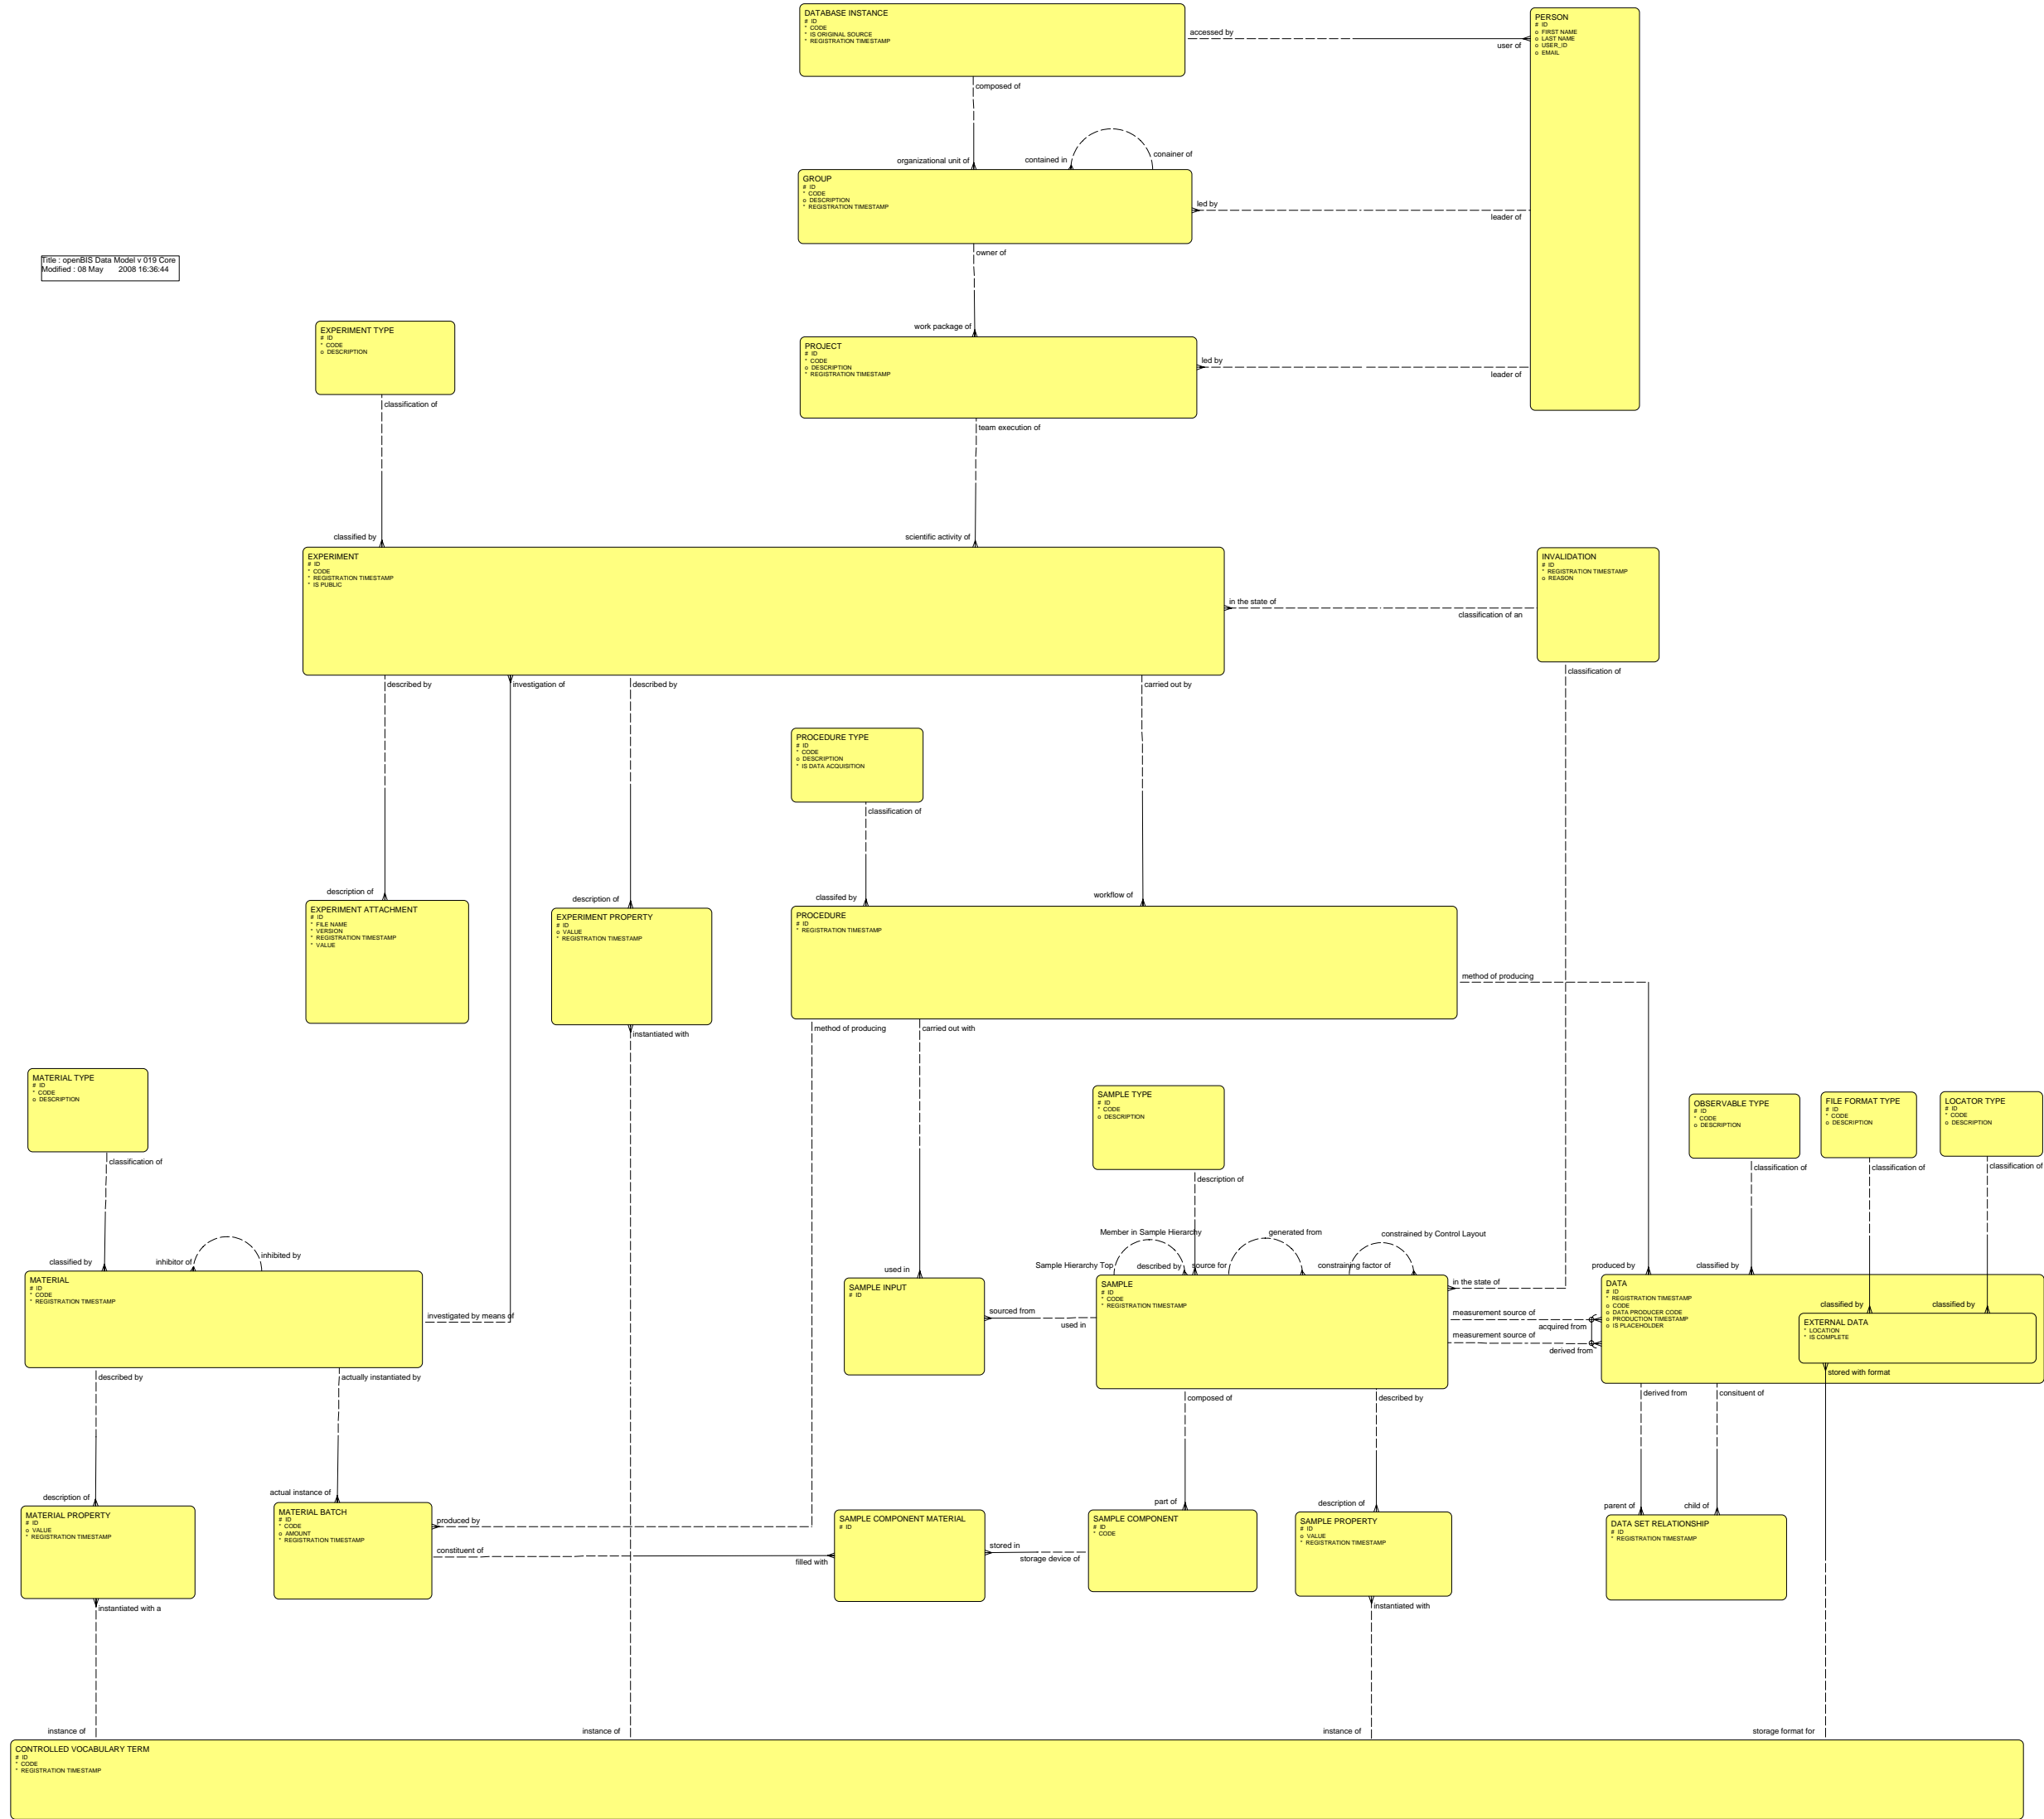 DATABASE INSTANCE
# ID
* CODE
* IS ORIGINAL SOURCE
* REGISTRATION TIMESTAMP
accessed by
user of
PERSON
# ID
o FIRST NAME
o LAST NAME
o USER_ID
o EMAIL
composed of
organizational unit of
contained in
conainer of
GROUP
# ID
* CODE
o DESCRIPTION
* REGISTRATION TIMESTAMP
led by
leader of
owner of
Title : openBIS Data Model v 019 Core
Modified : 08 May 2008 16:36:44
work package of
PROJECT
# ID
* CODE
o DESCRIPTION
* REGISTRATION TIMESTAMP
led by
leader of
team execution of
EXPERIMENT TYPE
# ID
* CODE
o DESCRIPTION
classification of
classified by
scientific activity of
EXPERIMENT
# ID
* CODE
* REGISTRATION TIMESTAMP
* IS PUBLIC
in the state of
classification of an
INVALIDATION
# ID
* REGISTRATION TIMESTAMP
o REASON
classification of
described by
investigation of
described by
carried out by
PROCEDURE TYPE
# ID
* CODE
o DESCRIPTION
* IS DATA ACQUISITION
classification of
description of
description of
classifed by
workflow of
EXPERIMENT ATTACHMENT
# ID
* FILE NAME
* VERSION
* REGISTRATION TIMESTAMP
* VALUE
EXPERIMENT PROPERTY
# ID
o VALUE
* REGISTRATION TIMESTAMP
instantiated with
PROCEDURE
# ID
* REGISTRATION TIMESTAMP
method of producing
method of producing
carried out with
MATERIAL TYPE
# ID
* CODE
o DESCRIPTION
classification of
SAMPLE TYPE
# ID
* CODE
o DESCRIPTION
description of
OBSERVABLE TYPE
# ID
* CODE
o DESCRIPTION
classification of
FILE FORMAT TYPE
# ID
* CODE
o DESCRIPTION
classification of
LOCATOR TYPE
# ID
* CODE
o DESCRIPTION
classification of
classified by
inhibitor of
inhibited by
MATERIAL
# ID
* CODE
* REGISTRATION TIMESTAMP
investigated by means of
used in
SAMPLE INPUT
# ID
sourced from
used in
Member in Sample Hierarchy
generated from
constrained by Control Layout
Sample Hierarchy Top
described by
source for
constraining factor of
SAMPLE
# ID
* CODE
* REGISTRATION TIMESTAMP
in the state of
measurement source of
acquired from
measurement source of
derived from
produced by
classified by
DATA
# ID
* REGISTRATION TIMESTAMP
o CODE
o DATA PRODUCER CODE
o PRODUCTION TIMESTAMP
o IS PLACEHOLDER
classified by
classified by
EXTERNAL DATA
* LOCATION
* IS COMPLETE
stored with format
described by
actually instantiated by
composed of
described by
derived from
consituent of
description of
actual instance of
part of
description of
parent of
child of
MATERIAL PROPERTY
# ID
o VALUE
* REGISTRATION TIMESTAMP
instantiated with a
MATERIAL BATCH
# ID
* CODE
o AMOUNT
* REGISTRATION TIMESTAMP
produced by
constituent of
filled with
SAMPLE COMPONENT MATERIAL
# ID
stored in
storage device of
SAMPLE COMPONENT
# ID
* CODE
SAMPLE PROPERTY
# ID
o VALUE
* REGISTRATION TIMESTAMP
instantiated with
DATA SET RELATIONSHIP
# ID
* REGISTRATION TIMESTAMP
instance of
instance of
instance of
storage format for
CONTROLLED VOCABULARY TERM
# ID
* CODE
* REGISTRATION TIMESTAMP